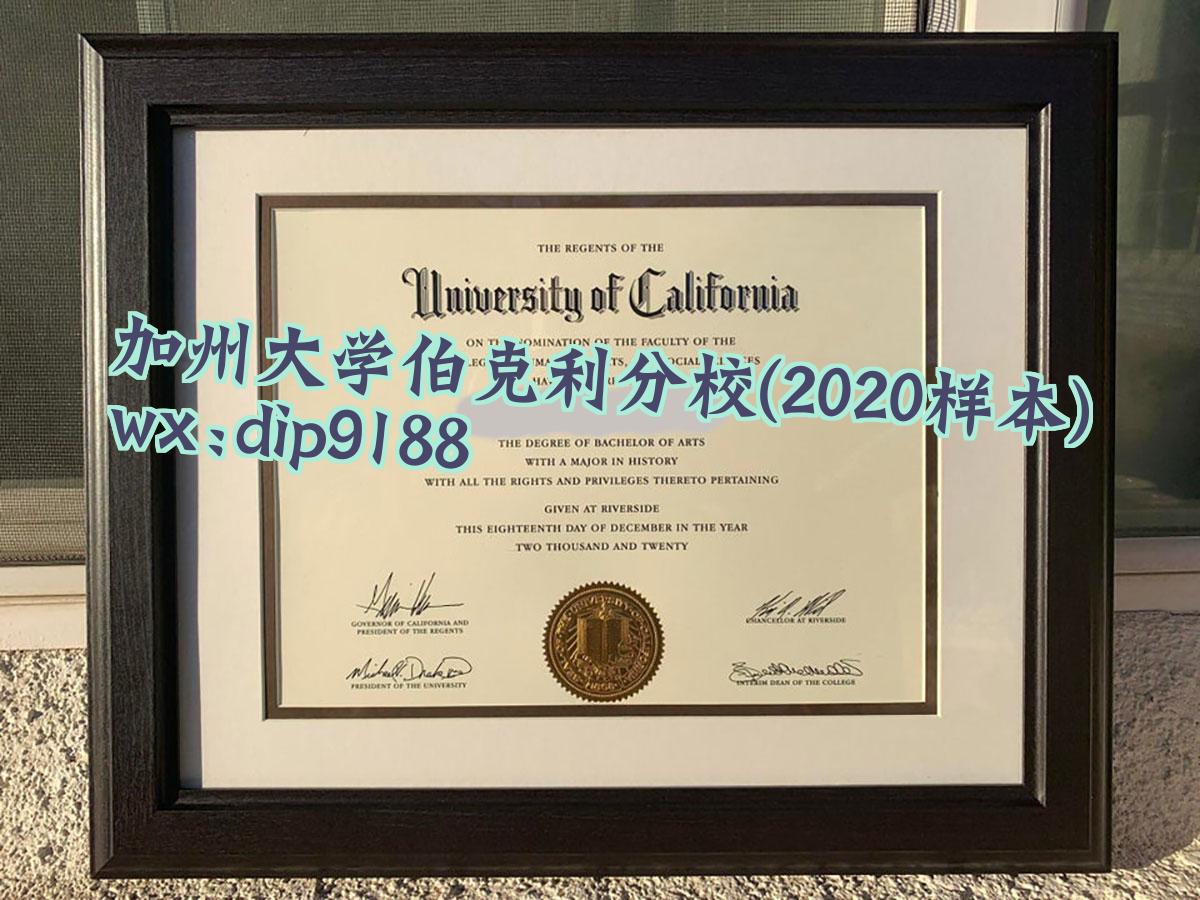 THE REGENTS OF THE
University of California
ON THE NOMINATION OF THE FACULTY OF THE
加州大学伯克利分校(2020样本)
wx:dip9188
THE DEGREE OF BACHELOR OF ARTS
WITH A MAJOR IN HISTORY
WITH ALL THE RIGHTS AND PRIVILEGES THERETO PERTAINING
GIVEN AT RIVERSIDE
THIS EIGHTEENTH DAY OF DECEMBER IN THE YEAR
TWO THOUSAND AND TWENTY
GOVERNOR OF CALIFORNIA AND
PRESIDENT OF THE REGENTS
CHANCELLOR AT RIVERSIDE
PRESIDENT OF THE UNIVERSITY
INTERIM DEAN OF THE COLLEGE